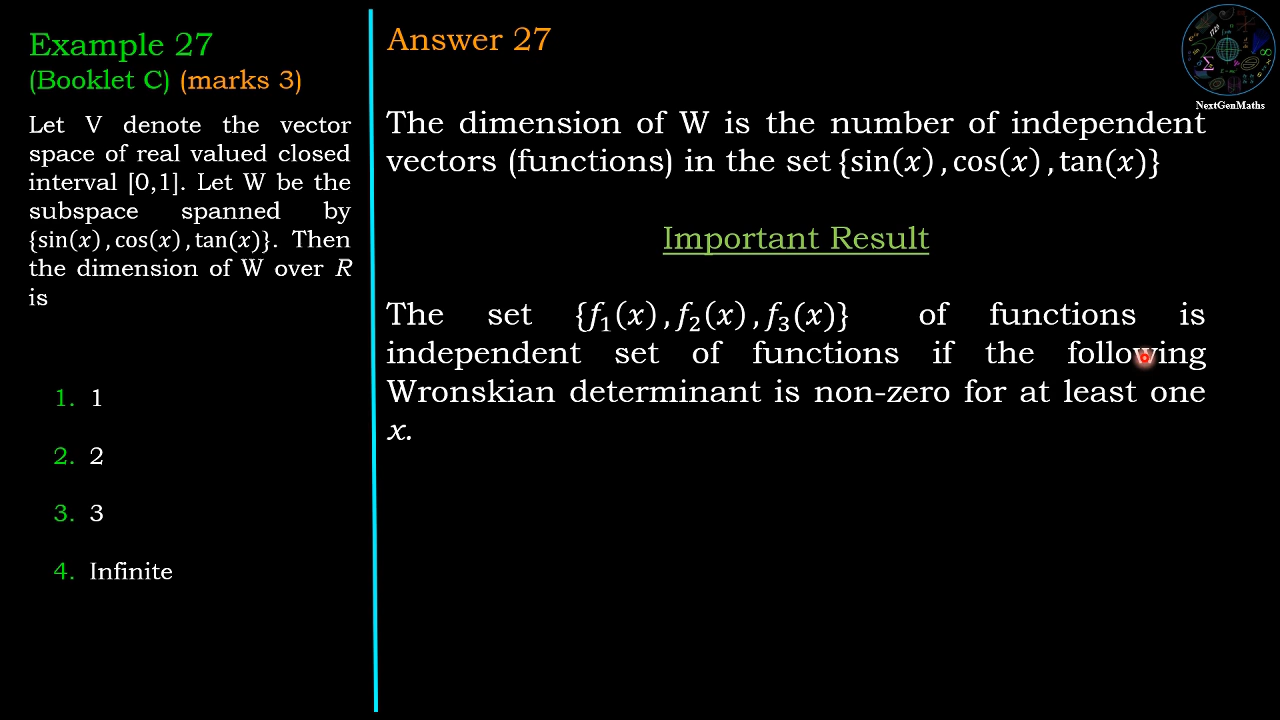 Example 27
(Booklet C) (marks 3)
Let V denote the vector
space of real valued closed
interval [0,1]. Let W be the
subspace spanned by
{sin(x), cos(x), tan(x)}. Then
the dimension of W over R
is
1. 1
2. 2
3. 3
4. Infinite
Answer 27
The dimension of W is the number of independent
vectors (functions) in the set {sin(x), cos(x), tan(x)}
Important Result
The set {f₁(x), f₂(x), f₃(x)} of functions is
independent set of functions if the following
Wronskian determinant is non-zero for at least one
x.
NextGenMaths